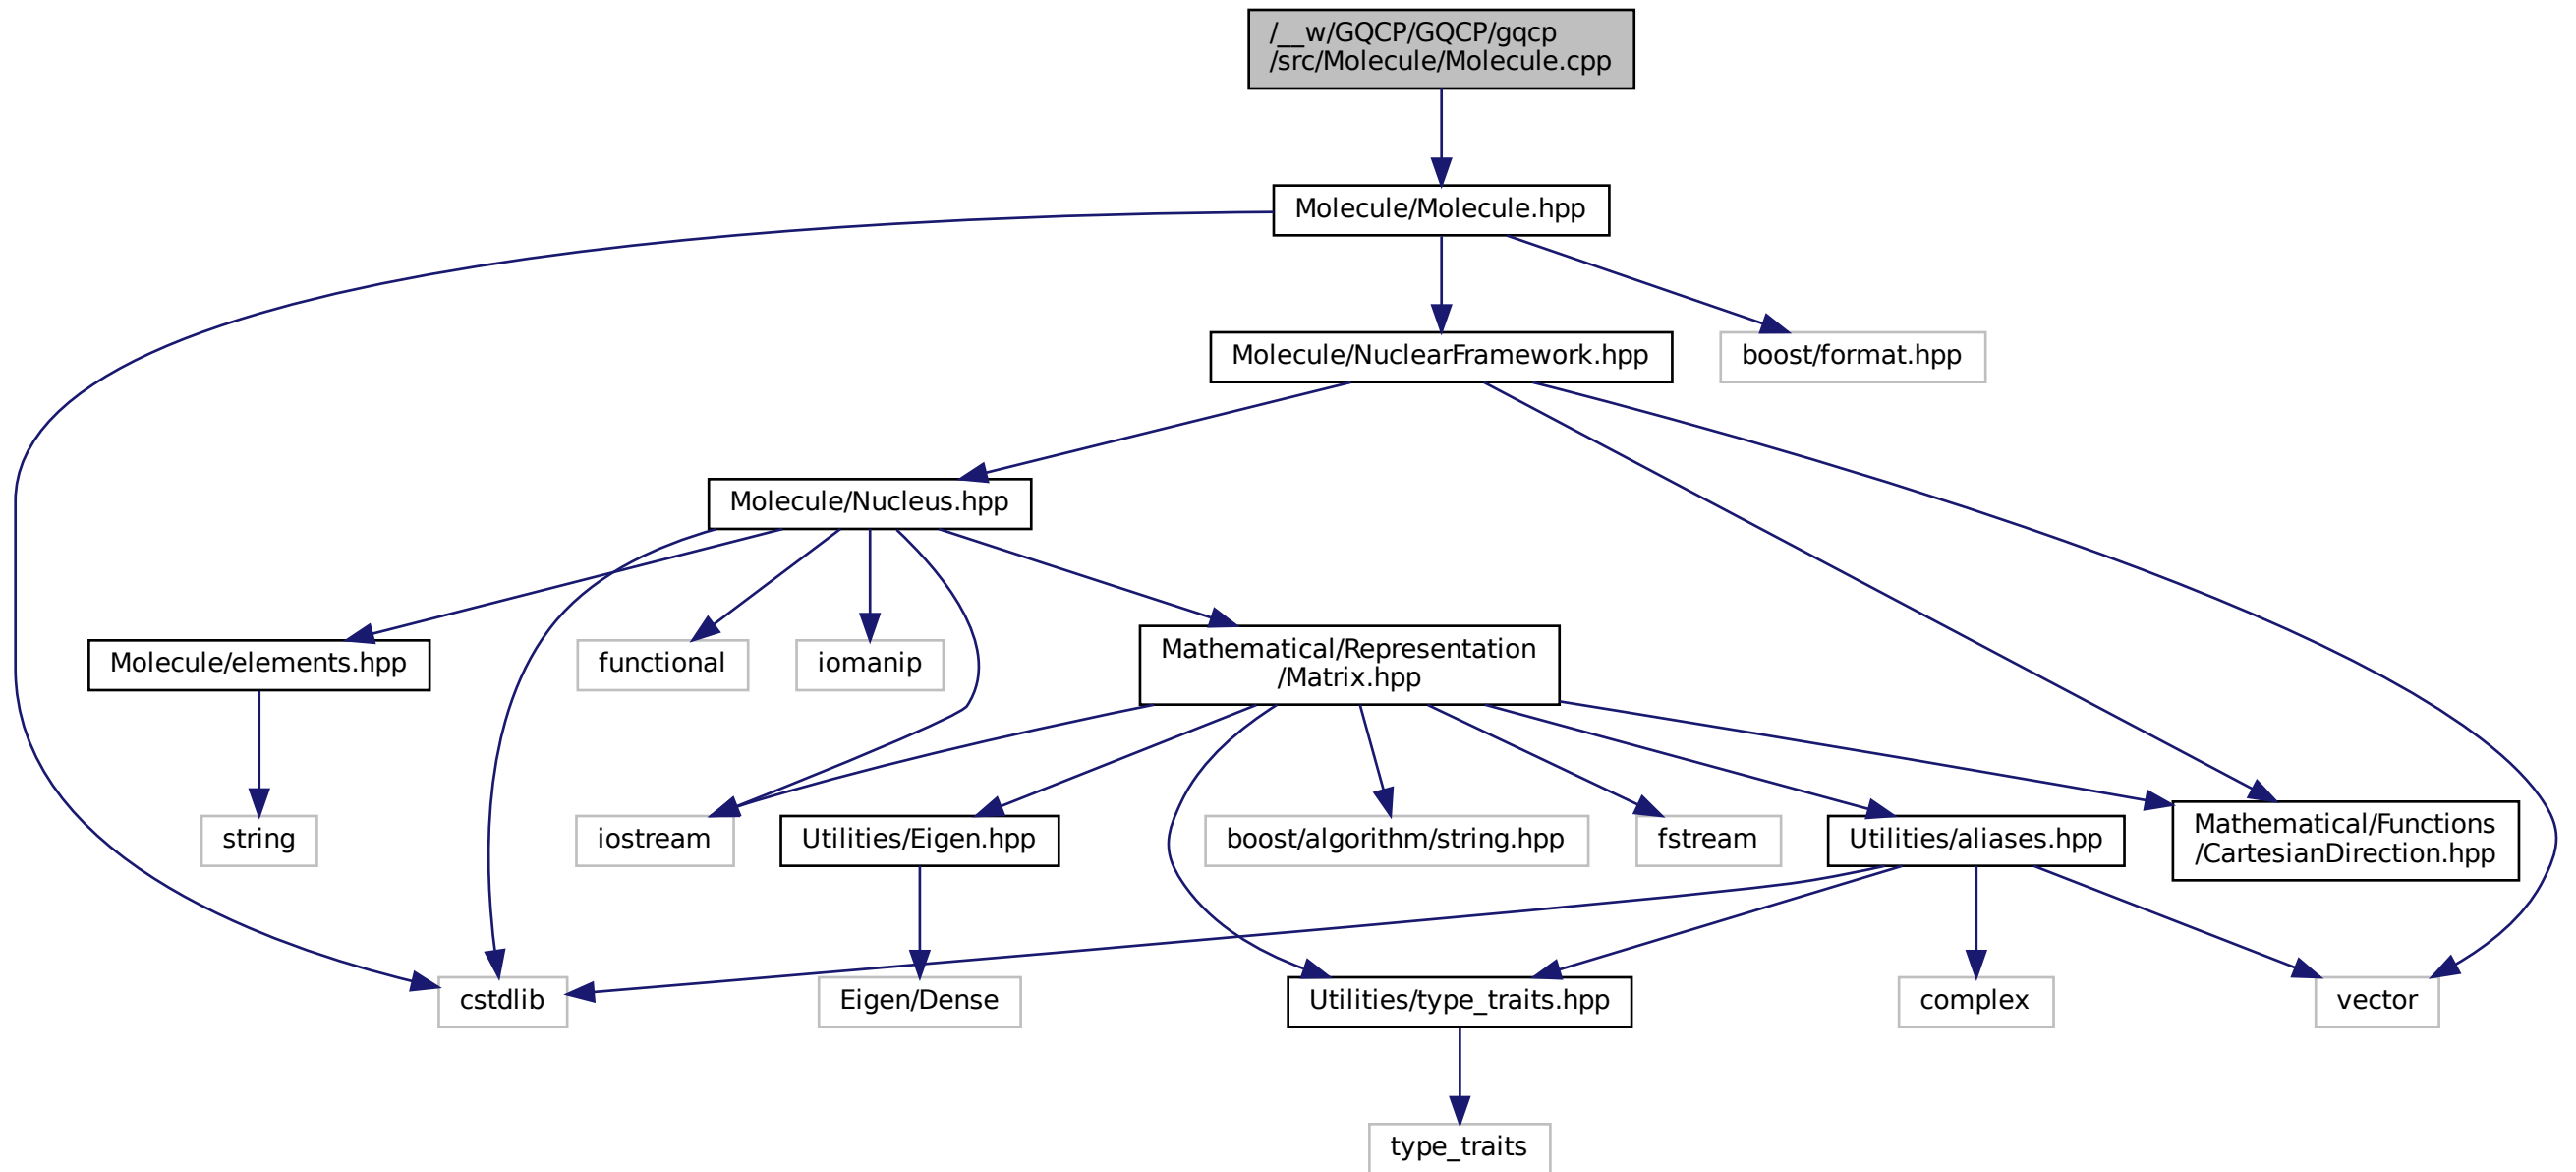 /__w/GQCP/GQCP/gqcp
/src/Molecule/Molecule.cpp
Molecule/Molecule.hpp
Molecule/NuclearFramework.hpp
boost/format.hpp
Molecule/Nucleus.hpp
Molecule/elements.hpp
functional
iomanip
Mathematical/Representation
/Matrix.hpp
string
iostream
Utilities/Eigen.hpp
boost/algorithm/string.hpp
fstream
Utilities/aliases.hpp
Mathematical/Functions
/CartesianDirection.hpp
cstdlib
Eigen/Dense
Utilities/type_traits.hpp
complex
vector
type_traits